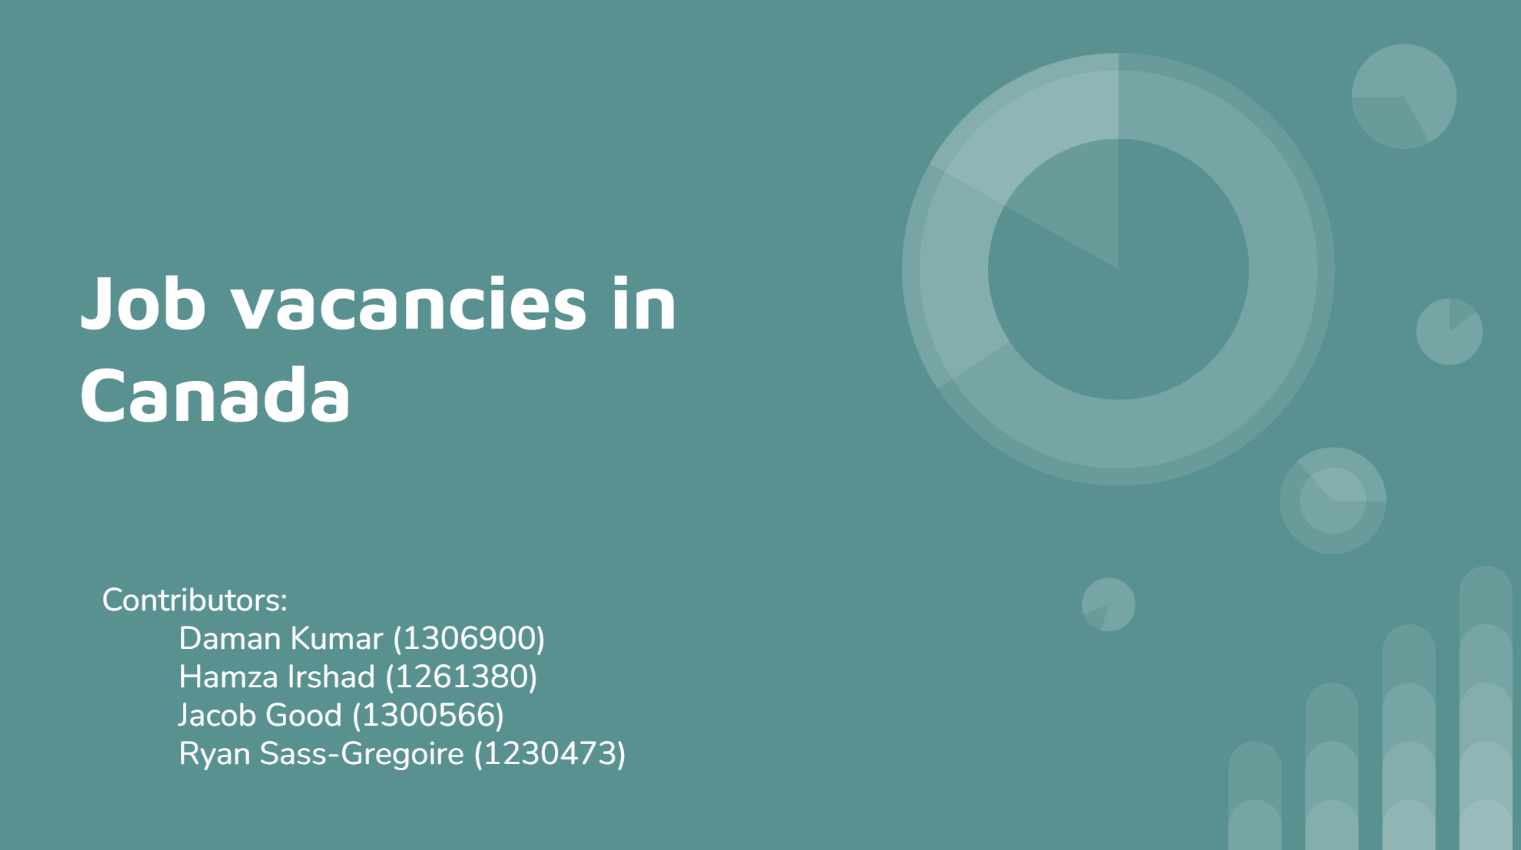 Job vacancies in
Canada
Contributors:
Daman Kumar (1306900)
Hamza Irshad (1261380)
Jacob Good (1300566)
Ryan Sass-Gregoire (1230473)